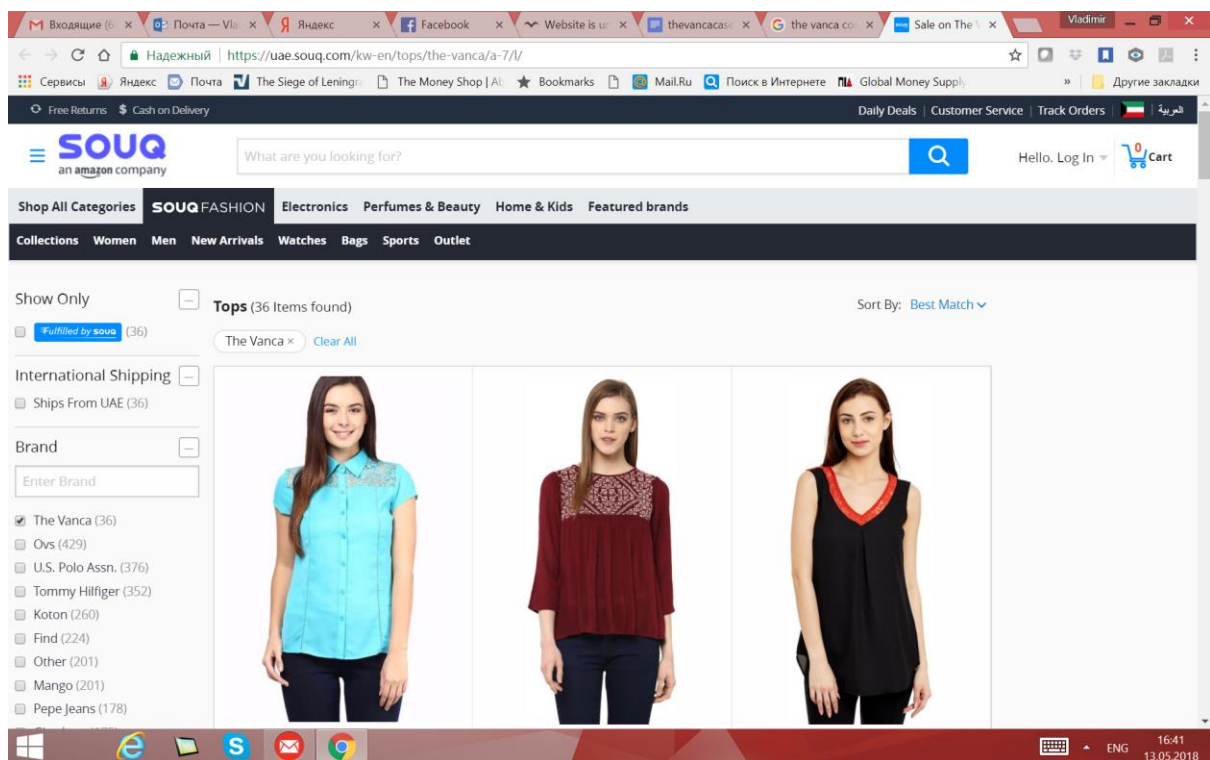 Входящие (6
Почта — Vla
Яндекс
Facebook
Website is un
thevancacase
the vanca co
Sale on The V
Vladimir
Надежный
https://uae.souq.com/kw-en/tops/the-vanca/a-7/l/
Сервисы
Яндекс
Почта
The Siege of Leningr
The Money Shop | Ab
Bookmarks
Mail.Ru
Поиск в Интернете
Global Money Supply
»
Другие закладки
Free Returns $ Cash on Delivery
Daily Deals | Customer Service | Track Orders | العربية
SOUQ
an amazon company
What are you looking for?
Hello. Log In
0
Cart
Shop All Categories SOUQ FASHION Electronics Perfumes & Beauty Home & Kids Featured brands
Collections Women Men New Arrivals Watches Bags Sports Outlet
Show Only
Fulfilled by souq (36)
International Shipping
Ships From UAE (36)
Brand
Enter Brand
The Vanca (36)
Ovs (429)
U.S. Polo Assn. (376)
Tommy Hilfiger (352)
Koton (260)
Find (224)
Other (201)
Mango (201)
Pepe Jeans (178)
Tops (36 Items found)
Sort By: Best Match
The Vanca ×
Clear All
ENG
16:41
13.05.2018